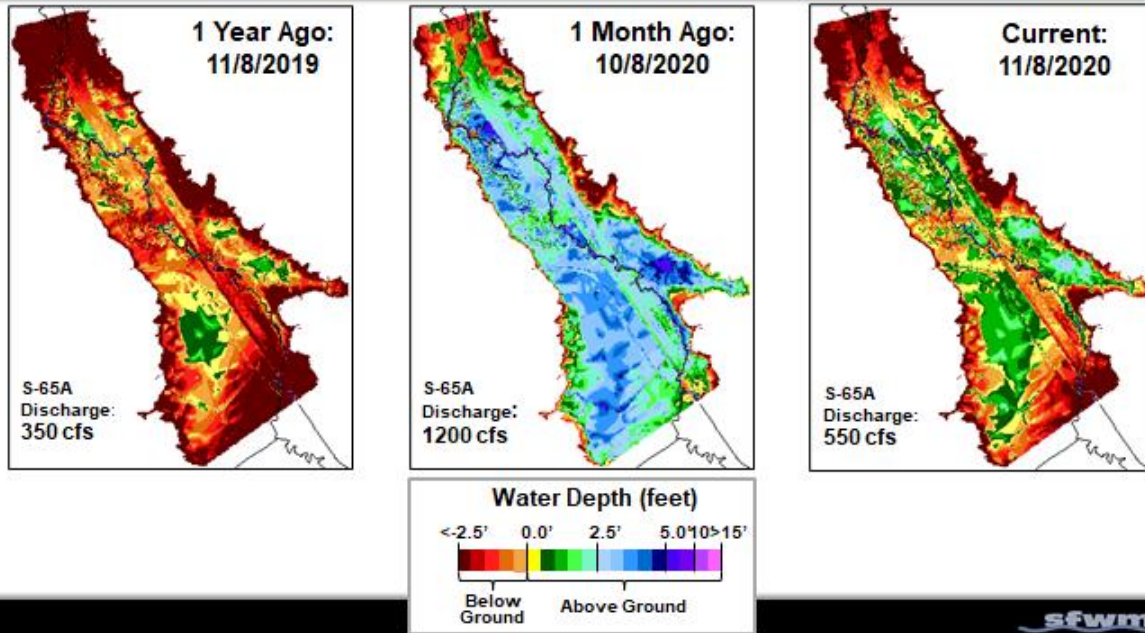 1 Year Ago:
11/8/2019
S-65A
Discharge:
350 cfs
1 Month Ago:
10/8/2020
S-65A
Discharge:
1200 cfs
Current:
11/8/2020
S-65A
Discharge:
550 cfs
Water Depth (feet)
<-2.5' 0.0' 2.5' 5.0'10'>15'
Below
Ground
Above Ground
sfwm